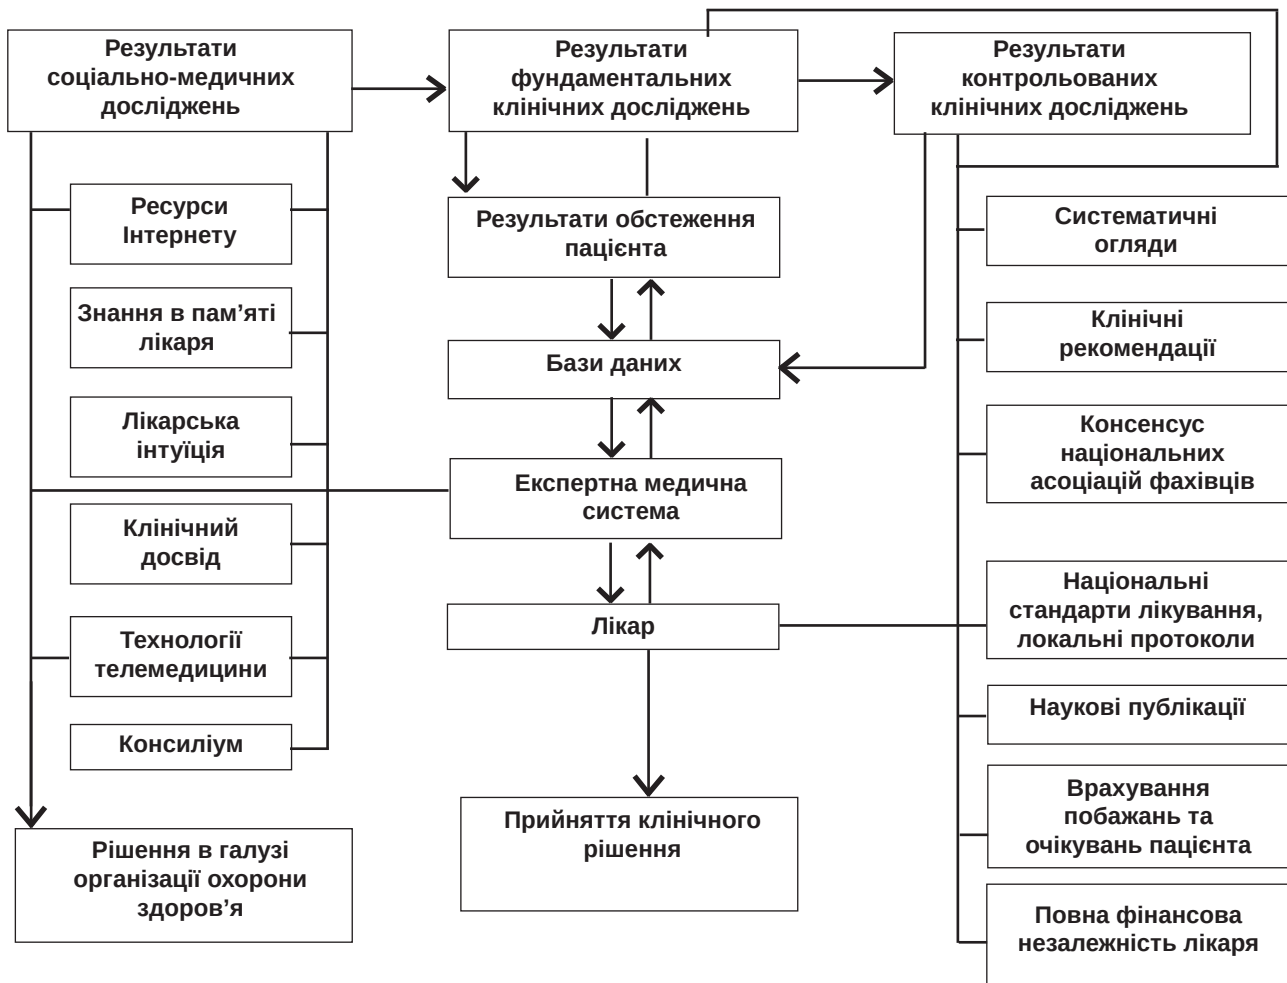 Результати
соціально-медичних
досліджень
Результати
фундаментальних
клінічних досліджень
Результати
контрольованих
клінічних досліджень
Ресурси
Інтернету
Знання в пам’яті
лікаря
Лікарська
інтуїція
Клінічний
досвід
Технології
телемедицини
Консиліум
Рішення в галузі
організації охорони
здоров’я
Результати обстеження
пацієнта
Бази даних
Експертна медична
система
Лікар
Прийняття клінічного
рішення
Систематичні
огляди
Клінічні
рекомендації
Консенсус
національних
асоціацій фахівців
Національні
стандарти лікування,
локальні протоколи
Наукові публікації
Врахування
побажань та
очікувань пацієнта
Повна фінансова
незалежність лікаря